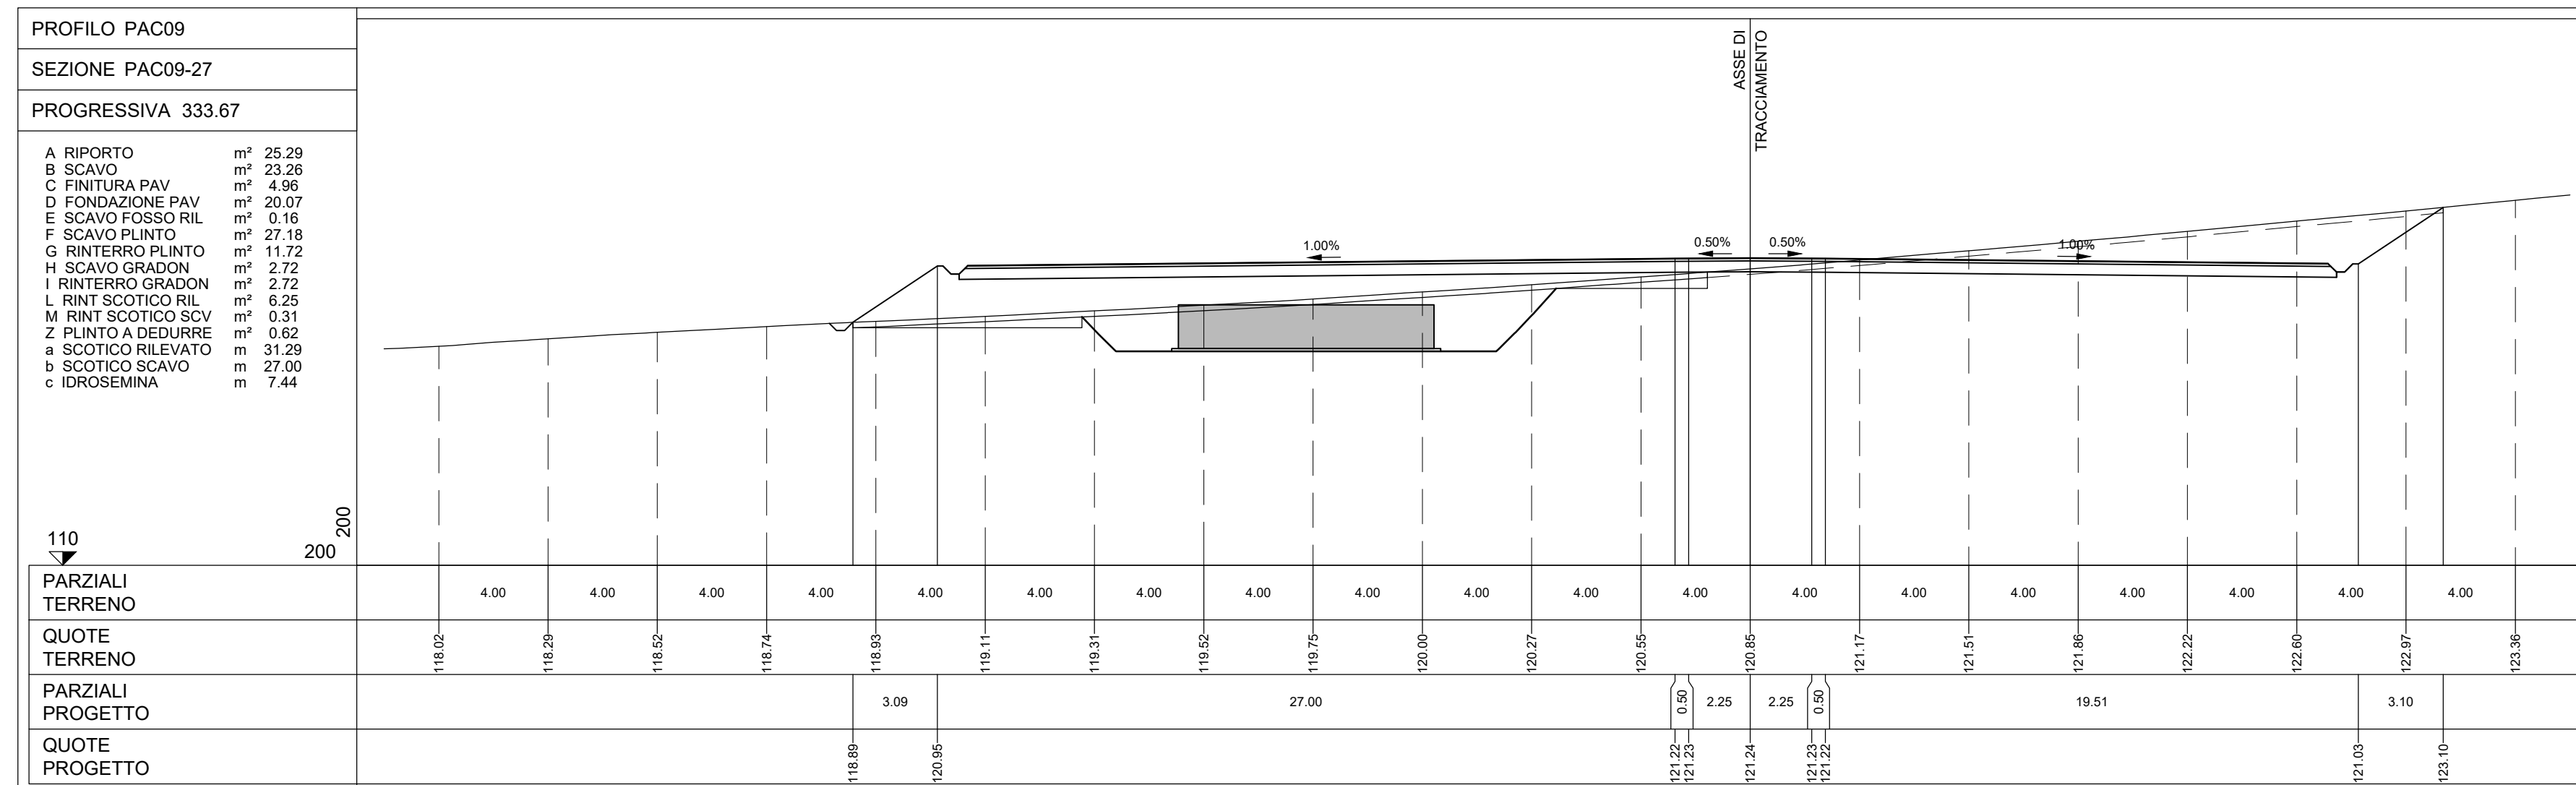 PROFILO PAC09
SEZIONE PAC09-27
PROGRESSIVA 333.67
A RIPORTO m² 25.29
B SCAVO m² 23.26
C FINITURA PAV m² 4.96
D FONDAZIONE PAV m² 20.07
E SCAVO FOSSO RIL m² 0.16
F SCAVO PLINTO m² 27.18
G RINTERRO PLINTO m² 11.72
H SCAVO GRADON m² 2.72
I RINTERRO GRADON m² 2.72
L RINT SCOTICO RIL m² 6.25
M RINT SCOTICO SCV m² 0.31
Z PLINTO A DEDURRE m² 0.62
a SCOTICO RILEVATO m 31.29
b SCOTICO SCAVO m 27.00
c IDROSEMINA m 7.44
ASSE DI
TRACCIAMENTO
1.00% 0.50% 0.50% 1.00%
200
110
200
PARZIALI
TERRENO
4.00 4.00 4.00 4.00 4.00 4.00 4.00 4.00 4.00 4.00 4.00 4.00 4.00 4.00 4.00 4.00 4.00 4.00 4.00
QUOTE
TERRENO
118.02 118.29 118.52 118.74 118.93 119.11 119.31 119.52 119.75 120.00 120.27 120.55 120.85 121.17 121.51 121.86 122.22 122.60 122.97 123.36
PARZIALI
PROGETTO
3.09 27.00 0.50 2.25 2.25 0.50 19.51 3.10
QUOTE
PROGETTO
118.89 120.95 121.22 121.23 121.24 121.23 121.22 121.03 123.10